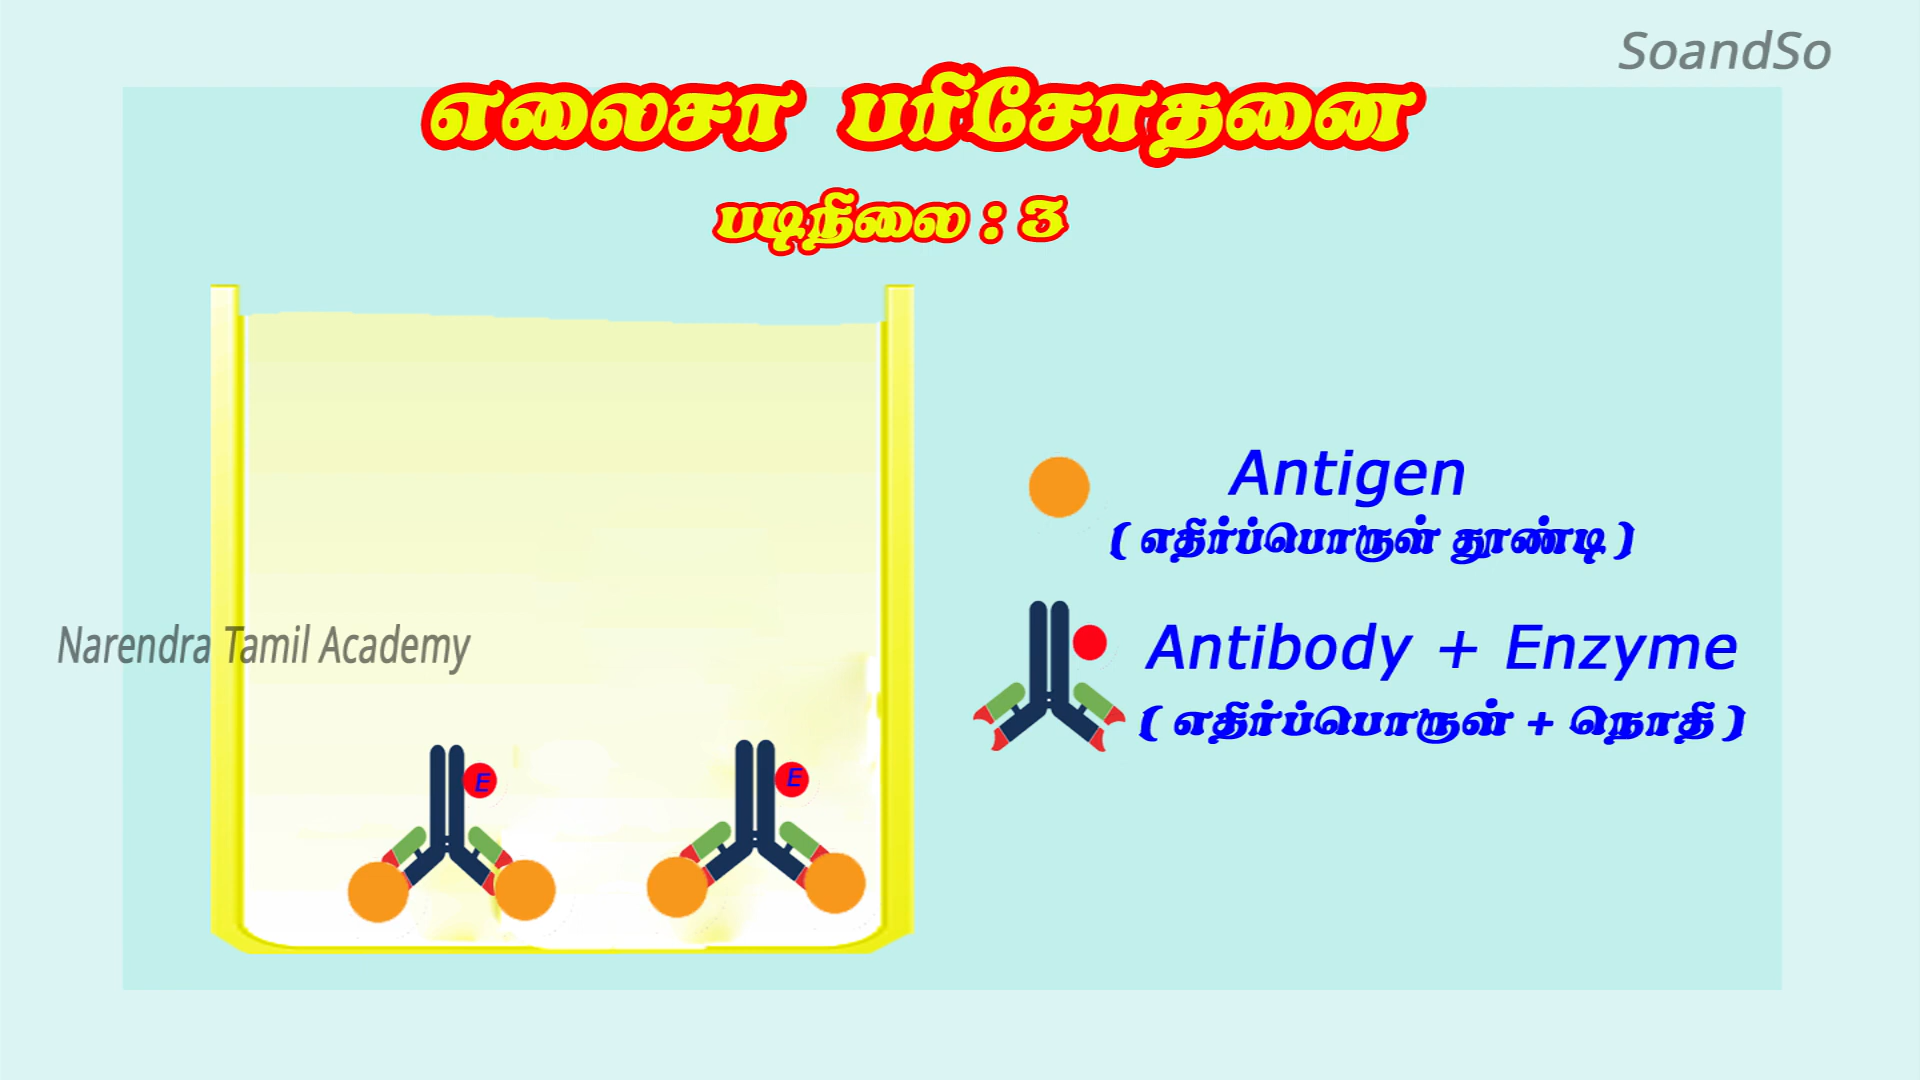 SoandSo
எலைசா பரிசோதனை
படிநிலை : 3
Antigen
( எதிர்ப்பொருள் தூண்டி )
Antibody + Enzyme
( எதிர்ப்பொருள் + நொதி )
Narendra Tamil Academy
E
E